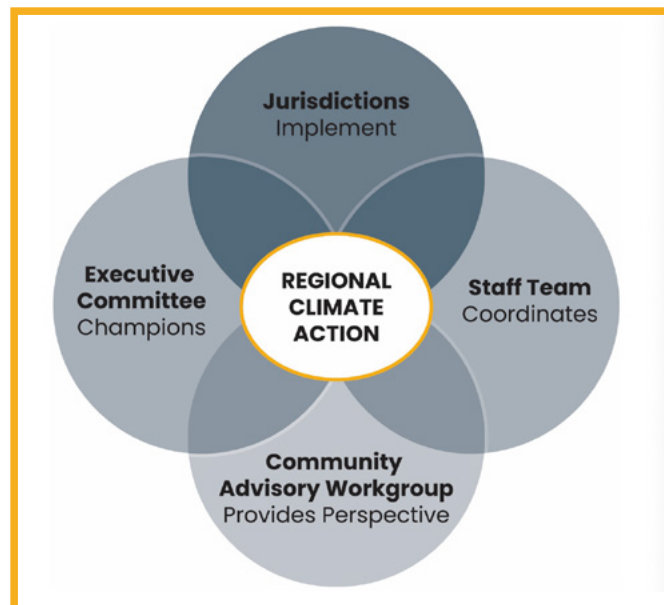 Jurisdictions
Implement
Executive
Committee
Champions
REGIONAL
CLIMATE
ACTION
Staff Team
Coordinates
Community
Advisory Workgroup
Provides Perspective